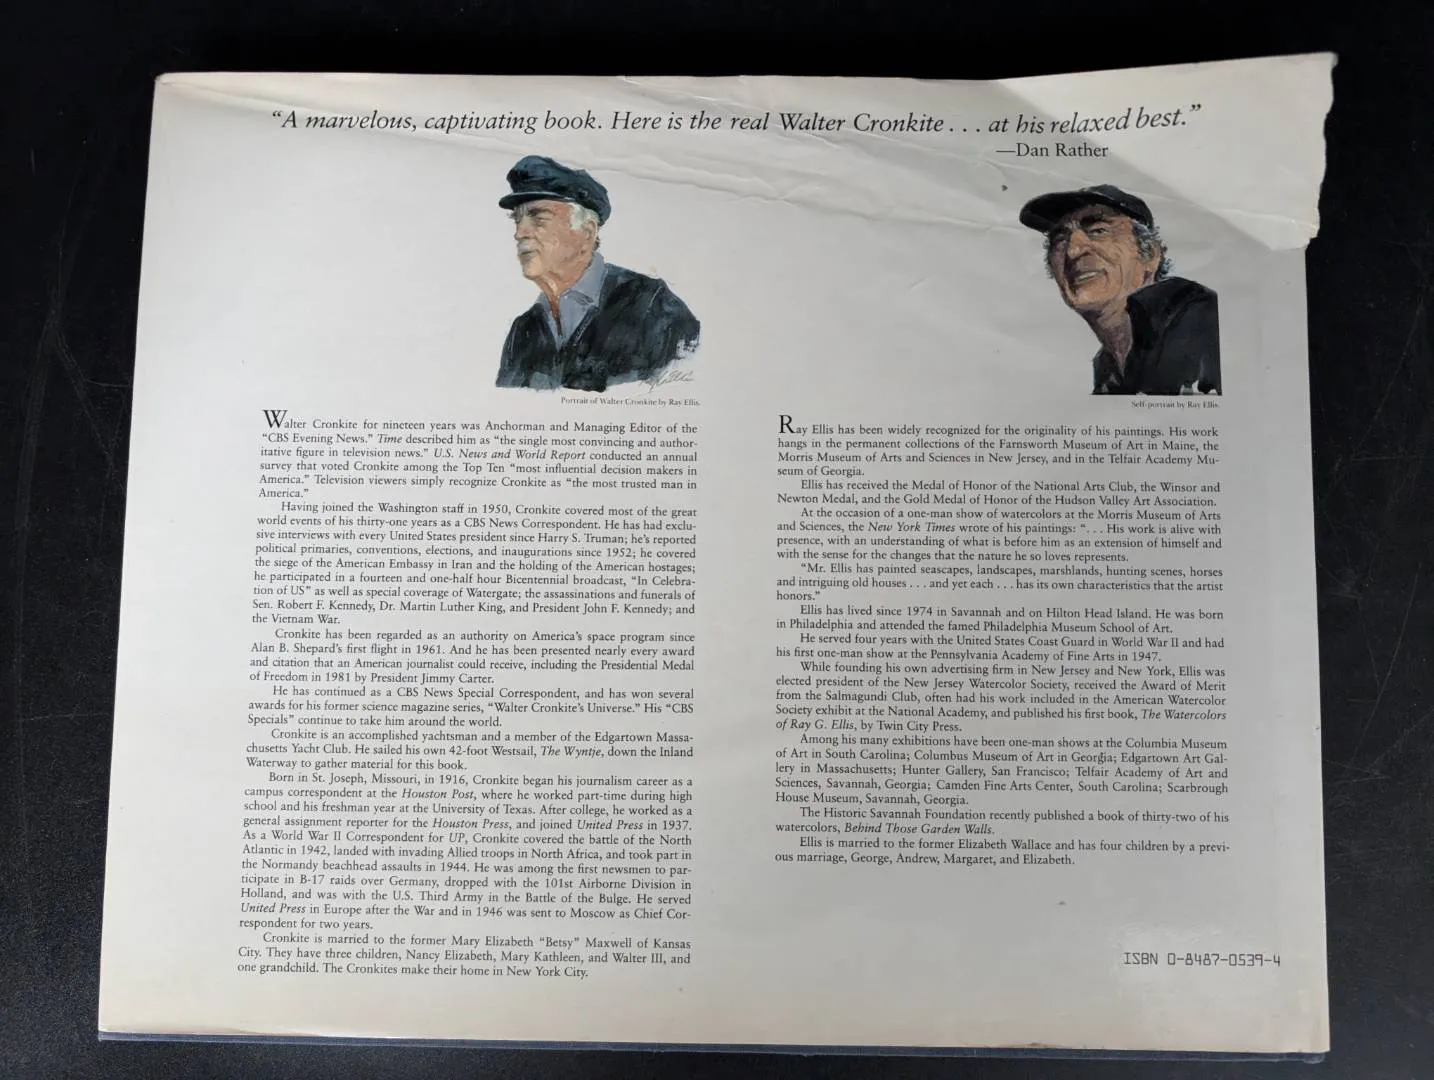 “A marvelous, captivating book. Here is the real Walter Cronkite . . . at his relaxed best.”
—Dan Rather
Portrait of Walter Cronkite by Ray Ellis.
Walter Cronkite for nineteen years was Anchorman and Managing Editor of the
“CBS Evening News.” Time described him as “the single most convincing and author-
itative figure in television news.” U.S. News and World Report conducted an annual
survey that voted Cronkite among the Top Ten “most influential decision makers in
America.” Television viewers simply recognize Cronkite as “the most trusted man in
America.”
Having joined the Washington staff in 1950, Cronkite covered most of the great
world events of his thirty-one years as a CBS News Correspondent. He has had exclu-
sive interviews with every United States president since Harry S. Truman; he’s reported
political primaries, conventions, elections, and inaugurations since 1952; he covered
the siege of the American Embassy in Iran and the holding of the American hostages;
he participated in a fourteen and one-half hour Bicentennial broadcast, “In Celebra-
tion of US” as well as special coverage of Watergate; the assassinations and funerals of
Sen. Robert F. Kennedy, Dr. Martin Luther King, and President John F. Kennedy; and
the Vietnam War.
Cronkite has been regarded as an authority on America’s space program since
Alan B. Shepard’s first flight in 1961. And he has been presented nearly every award
and citation that an American journalist could receive, including the Presidential Medal
of Freedom in 1981 by President Jimmy Carter.
He has continued as a CBS News Special Correspondent, and has won several
awards for his former science magazine series, “Walter Cronkite’s Universe.” His “CBS
Specials” continue to take him around the world.
Cronkite is an accomplished yachtsman and a member of the Edgartown Massa-
chusetts Yacht Club. He sailed his own 42-foot Westsail, The Wyntje, down the Inland
Waterway to gather material for this book.
Born in St. Joseph, Missouri, in 1916, Cronkite began his journalism career as a
campus correspondent at the Houston Post, where he worked part-time during high
school and his freshman year at the University of Texas. After college, he worked as a
general assignment reporter for the Houston Press, and joined United Press in 1937.
As a World War II Correspondent for UP, Cronkite covered the battle of the North
Atlantic in 1942, landed with invading Allied troops in North Africa, and took part in
the Normandy beachhead assaults in 1944. He was among the first newsmen to par-
ticipate in B-17 raids over Germany, dropped with the 101st Airborne Division in
Holland, and was with the U.S. Third Army in the Battle of the Bulge. He served
United Press in Europe after the War and in 1946 was sent to Moscow as Chief Cor-
respondent for two years.
Cronkite is married to the former Mary Elizabeth “Betsy” Maxwell of Kansas
City. They have three children, Nancy Elizabeth, Mary Kathleen, and Walter III, and
one grandchild. The Cronkites make their home in New York City.
Self-portrait by Ray Ellis.
Ray Ellis has been widely recognized for the originality of his paintings. His work
hangs in the permanent collections of the Farnsworth Museum of Art in Maine, the
Morris Museum of Arts and Sciences in New Jersey, and in the Telfair Academy Mu-
seum of Georgia.
Ellis has received the Medal of Honor of the National Arts Club, the Winsor and
Newton Medal, and the Gold Medal of Honor of the Hudson Valley Art Association.
At the occasion of a one-man show of watercolors at the Morris Museum of Arts
and Sciences, the New York Times wrote of his paintings: “. . . His work is alive with
presence, with an understanding of what is before him as an extension of himself and
with the sense for the changes that the nature he so loves represents.
“Mr. Ellis has painted seascapes, landscapes, marshlands, hunting scenes, horses
and intriguing old houses . . . and yet each . . . has its own characteristics that the artist
honors.”
Ellis has lived since 1974 in Savannah and on Hilton Head Island. He was born
in Philadelphia and attended the famed Philadelphia Museum School of Art.
He served four years with the United States Coast Guard in World War II and had
his first one-man show at the Pennsylvania Academy of Fine Arts in 1947.
While founding his own advertising firm in New Jersey and New York, Ellis was
elected president of the New Jersey Watercolor Society, received the Award of Merit
from the Salmagundi Club, often had his work included in the American Watercolor
Society exhibit at the National Academy, and published his first book, The Watercolors
of Ray G. Ellis, by Twin City Press.
Among his many exhibitions have been one-man shows at the Columbia Museum
of Art in South Carolina; Columbus Museum of Art in Georgia; Edgartown Art Gal-
lery in Massachusetts; Hunter Gallery, San Francisco; Telfair Academy of Art and
Sciences, Savannah, Georgia; Camden Fine Arts Center, South Carolina; Scarbrough
House Museum, Savannah, Georgia.
The Historic Savannah Foundation recently published a book of thirty-two of his
watercolors, Behind Those Garden Walls.
Ellis is married to the former Elizabeth Wallace and has four children by a previ-
ous marriage, George, Andrew, Margaret, and Elizabeth.
ISBN 0-8487-0539-4